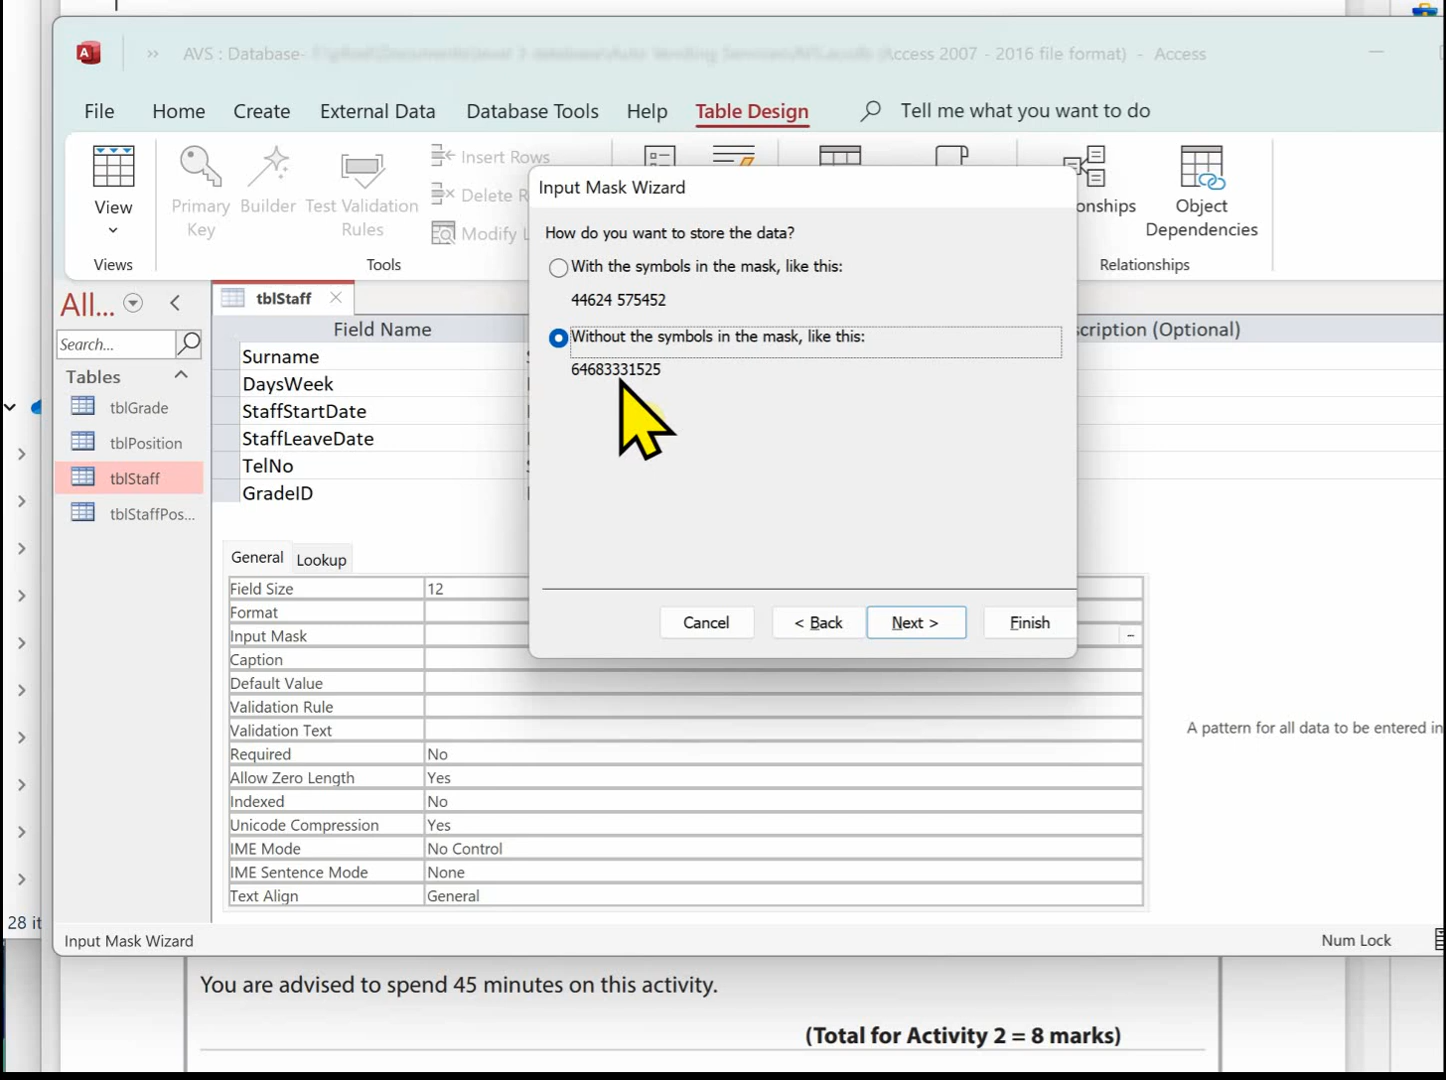 AVS : Database- Access 2007 - 2016 file format) - Access
File Home Create External Data Database Tools Help Table Design Tell me what you want to do
View
Views
Primary Key
Builder
Test Validation Rules
Insert Rows
Delete R
Modify L
Tools
onships
Object Dependencies
Relationships
Input Mask Wizard
How do you want to store the data?
With the symbols in the mask, like this:
44624 575452
Without the symbols in the mask, like this:
64683331525
Cancel < Back Next > Finish
All...
Search...
Tables
tblGrade
tblPosition
tblStaff
tblStaffPos...
tblStaff
Field Name
scription (Optional)
Surname
DaysWeek
StaffStartDate
StaffLeaveDate
TelNo
GradeID
General Lookup
Field Size 12
Format
Input Mask
Caption
Default Value
Validation Rule
Validation Text
Required No
Allow Zero Length Yes
Indexed No
Unicode Compression Yes
IME Mode No Control
IME Sentence Mode None
Text Align General
A pattern for all data to be entered in
28 it
Input Mask Wizard
Num Lock
You are advised to spend 45 minutes on this activity.
(Total for Activity 2 = 8 marks)